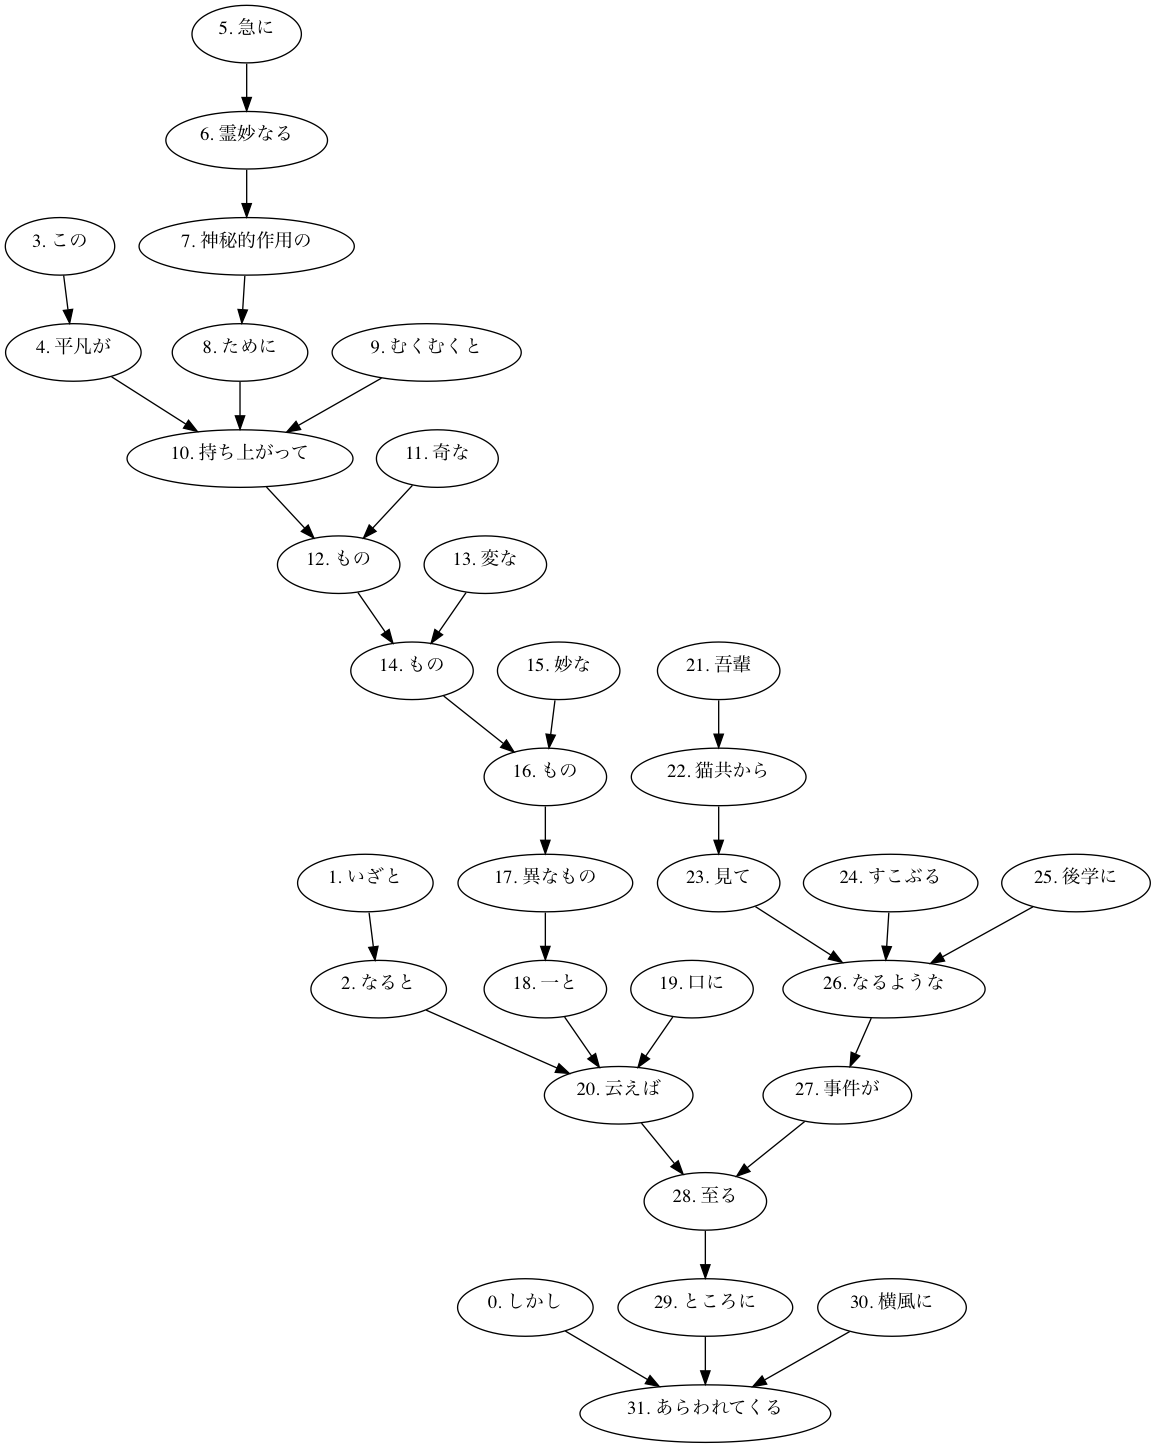 5. 急に
6. 霊妙なる
3. この
7. 神秘的作用の
4. 平凡が
8. ために
9. むくむくと
10. 持ち上がって
11. 奇な
12. もの
13. 変な
14. もの
15. 妙な
21. 吾輩
16. もの
22. 猫共から
1. いざと
17. 異なもの
23. 見て
24. すこぶる
25. 後学に
2. なると
18. 一と
19. 口に
26. なるような
20. 云えば
27. 事件が
28. 至る
0. しかし
29. ところに
30. 横風に
31. あらわれてくる